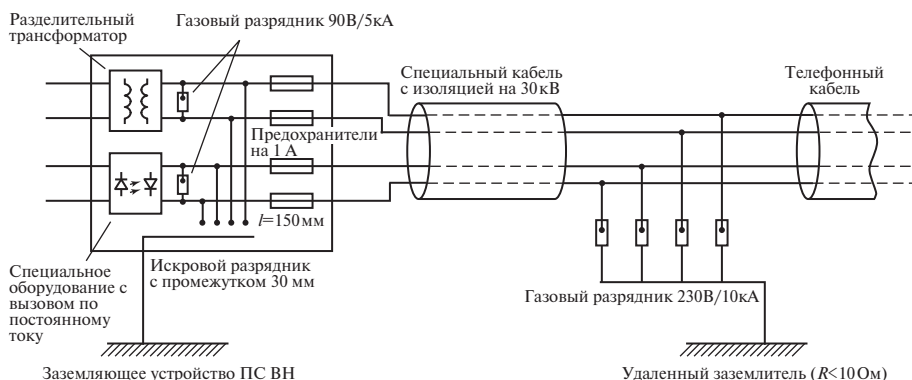 Разделительный
трансформатор
Газовый разрядник 90В/5кА
Специальный кабель
с изоляцией на 30кВ
Телефонный
кабель
Предохранители
на 1А
l=150мм
Специальное
оборудование с
вызовом по
постоянному
току
Искровой разрядник
с промежутком 30 мм
Газовый разрядник 230В/10кА
Заземляющее устройство ПС ВН
Удаленный заземлитель (R<10Ом)